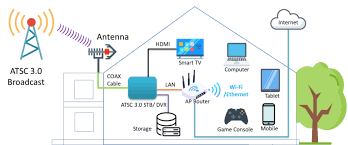 Internet
Antenna
HDMI
Smart TV
Computer
ATSC 3.0
Broadcast
COAX
Cable
LAN
Wi-Fi
/Ethernet
Tablet
ATSC 3.0 STB/ DVR
AP Router
Storage
Game Console
Mobile